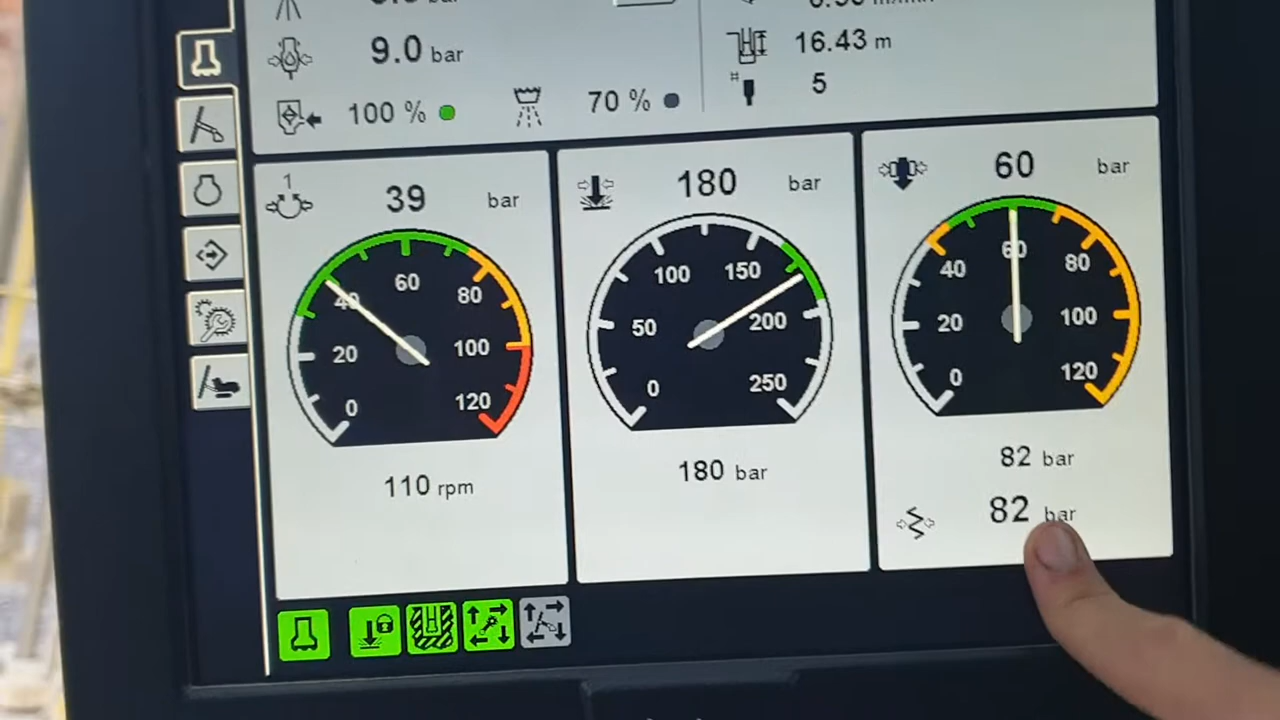 bar
9.0 bar
16.43 m
#
5
100 %
70 %
1
39 bar
0
20
40
60
80
100
120
110 rpm
180 bar
0
50
100
150
200
250
180 bar
60 bar
0
20
40
60
80
100
120
82 bar
82 bar